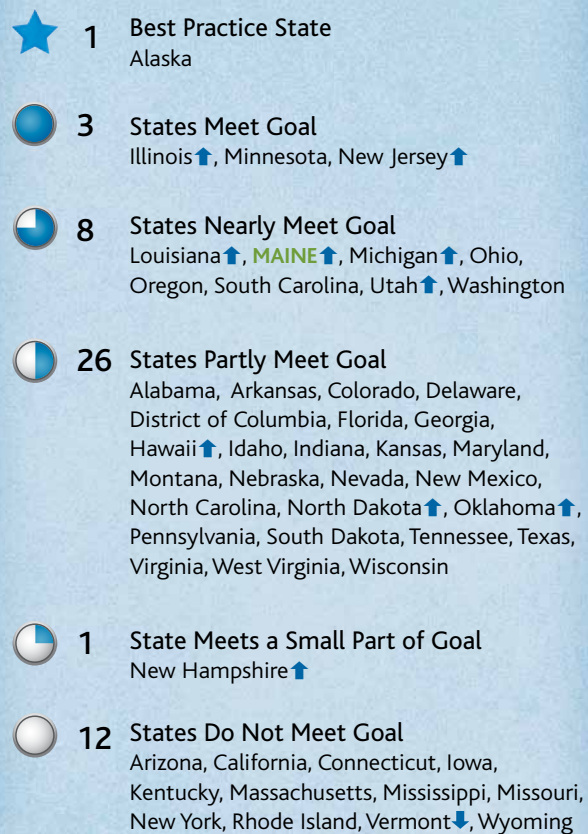 1 Best Practice State
Alaska
3 States Meet Goal
Illinois⬆, Minnesota, New Jersey⬆
8 States Nearly Meet Goal
Louisiana⬆, MAINE⬆, Michigan⬆, Ohio,
Oregon, South Carolina, Utah⬆, Washington
26 States Partly Meet Goal
Alabama, Arkansas, Colorado, Delaware,
District of Columbia, Florida, Georgia,
Hawaii⬆, Idaho, Indiana, Kansas, Maryland,
Montana, Nebraska, Nevada, New Mexico,
North Carolina, North Dakota⬆, Oklahoma⬆,
Pennsylvania, South Dakota, Tennessee, Texas,
Virginia, West Virginia, Wisconsin
1 State Meets a Small Part of Goal
New Hampshire⬆
12 States Do Not Meet Goal
Arizona, California, Connecticut, Iowa,
Kentucky, Massachusetts, Mississippi, Missouri,
New York, Rhode Island, Vermont⬇, Wyoming